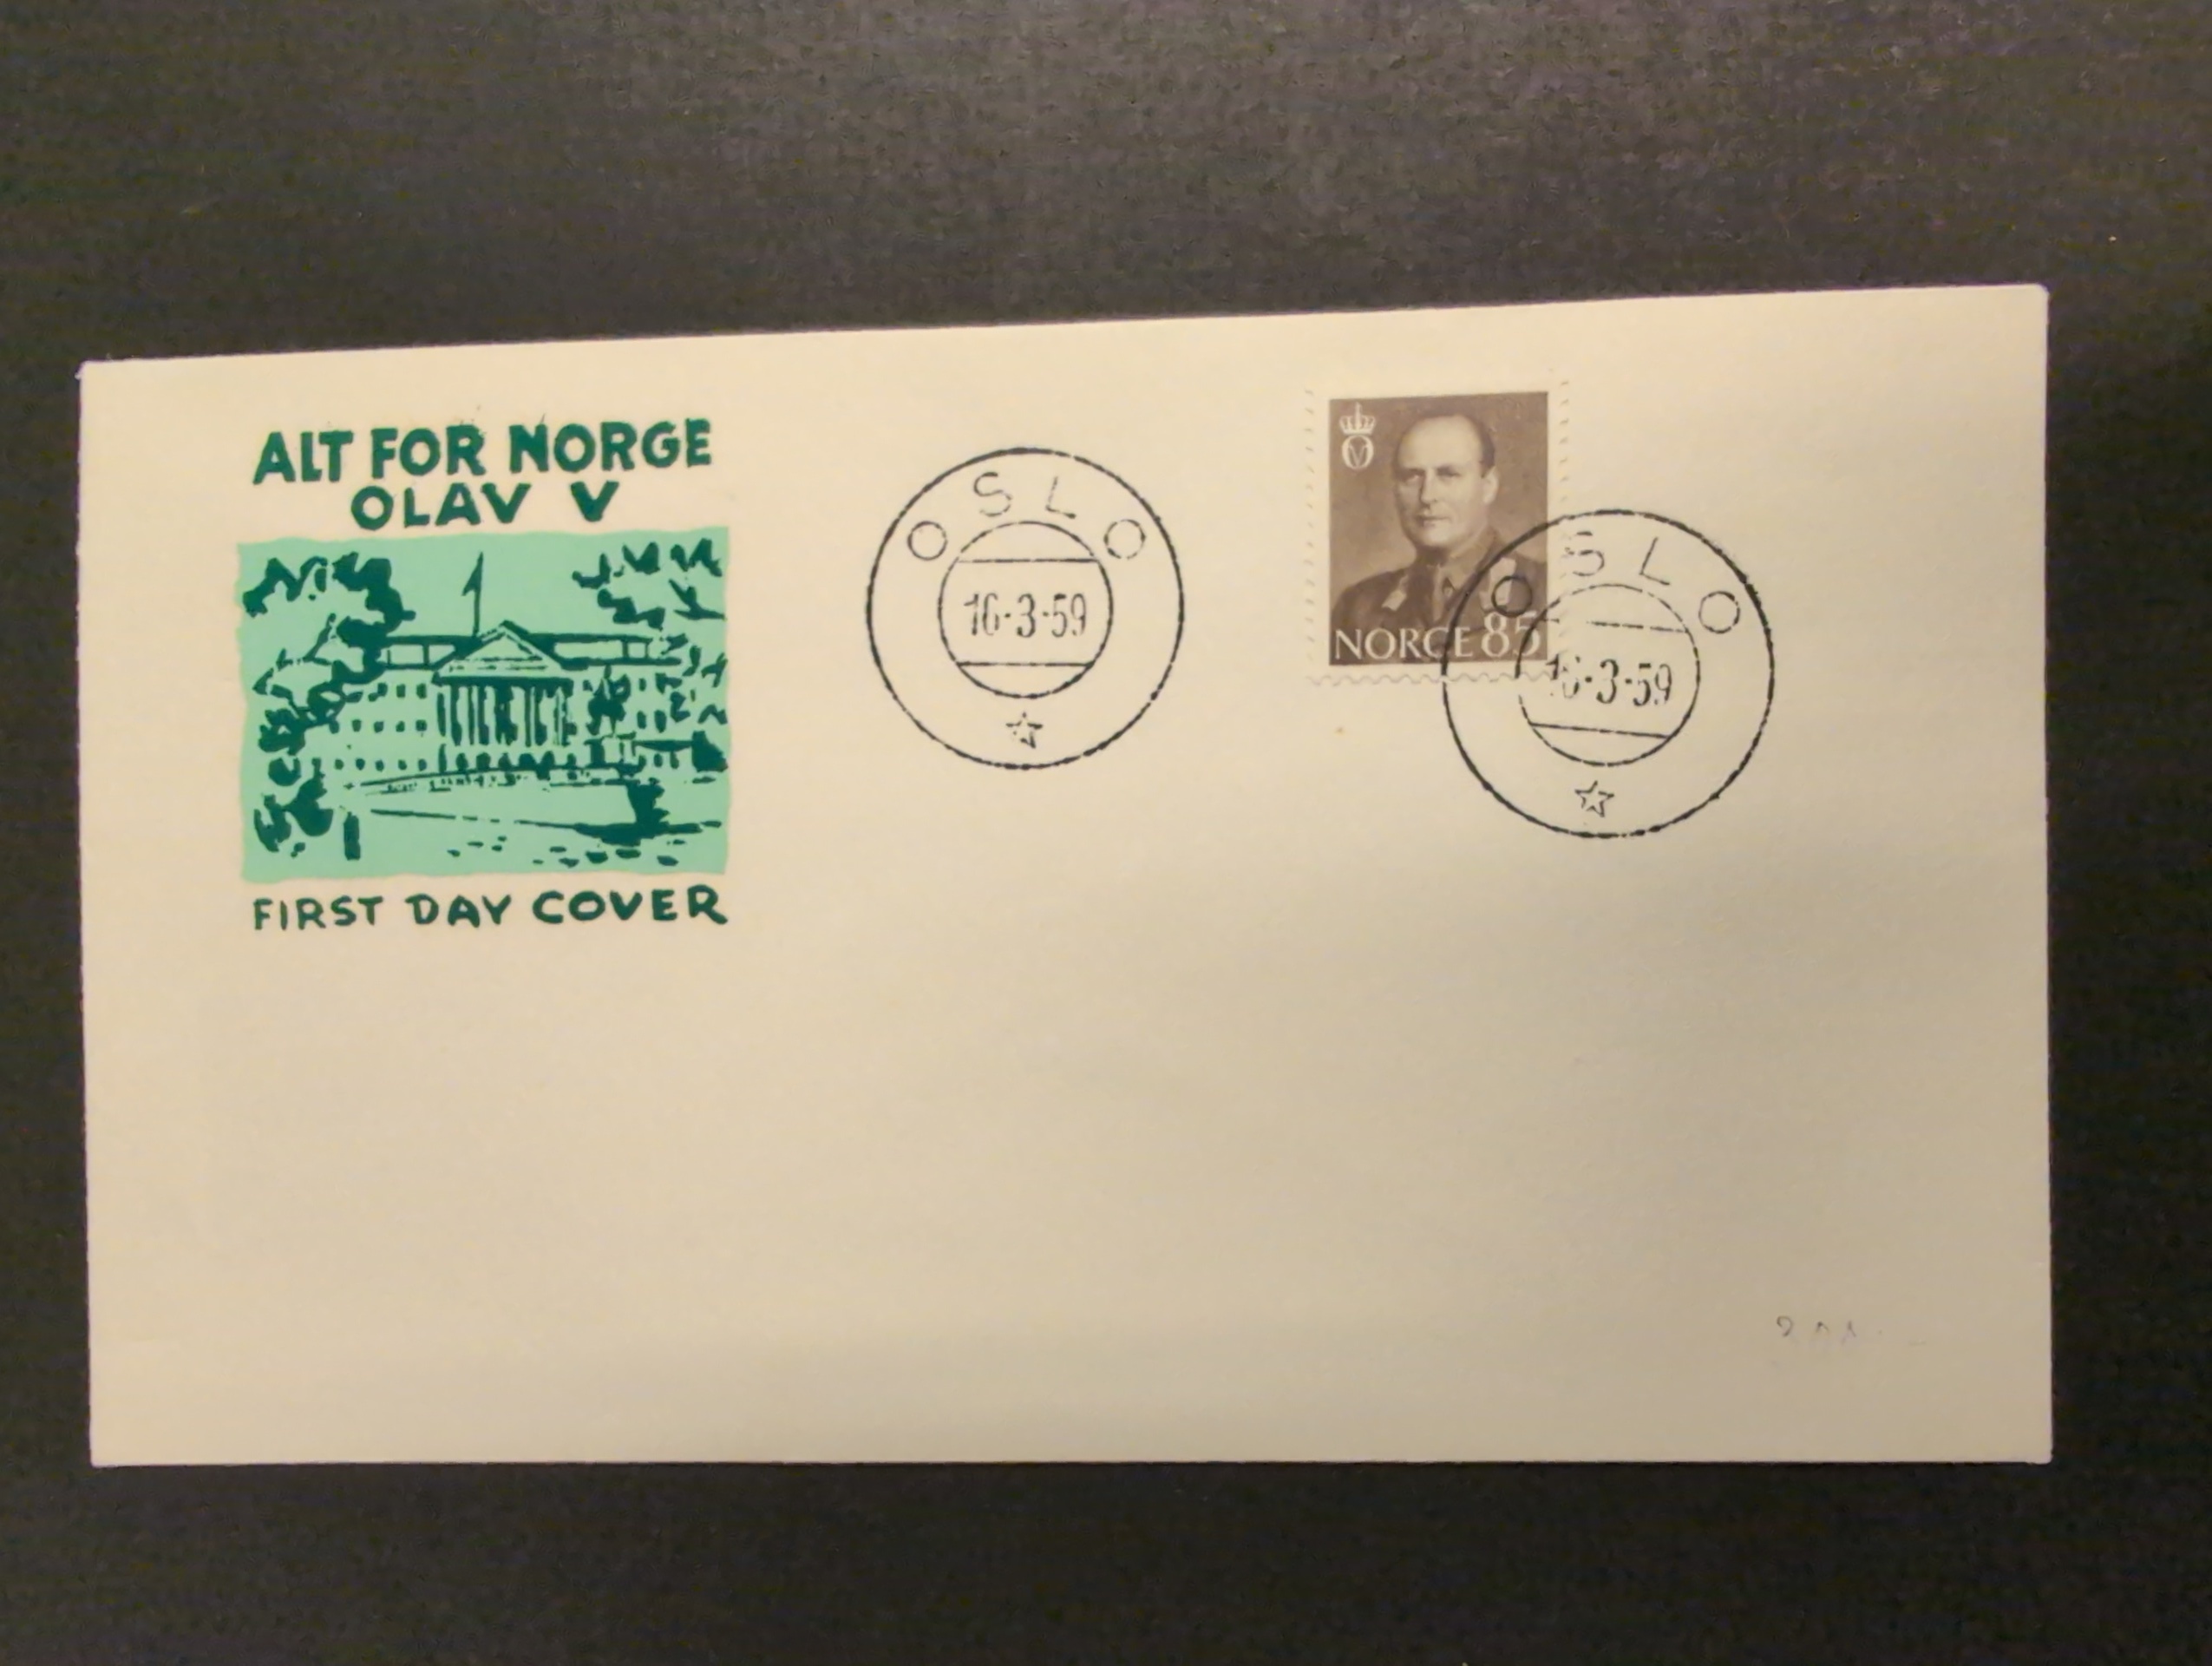 ALT FOR NORGE
OLAV V
FIRST DAY COVER
OSLO
16-3-59
NORGE 85
OSLO
16-3-59